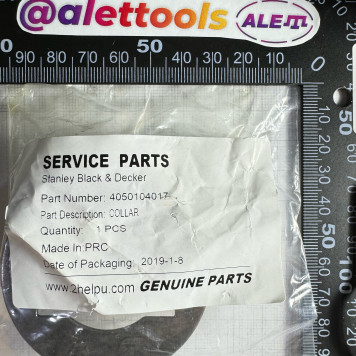 @alettools ALEM
SERVICE PARTS
Stanley Black & Decker
Part Number: 4050104017
Part Description: COLLAR
Quantity: 1 PCS
Made In:PRC
Date of Packaging: 2019-1-8
www.2helpu.com GENUINE PARTS